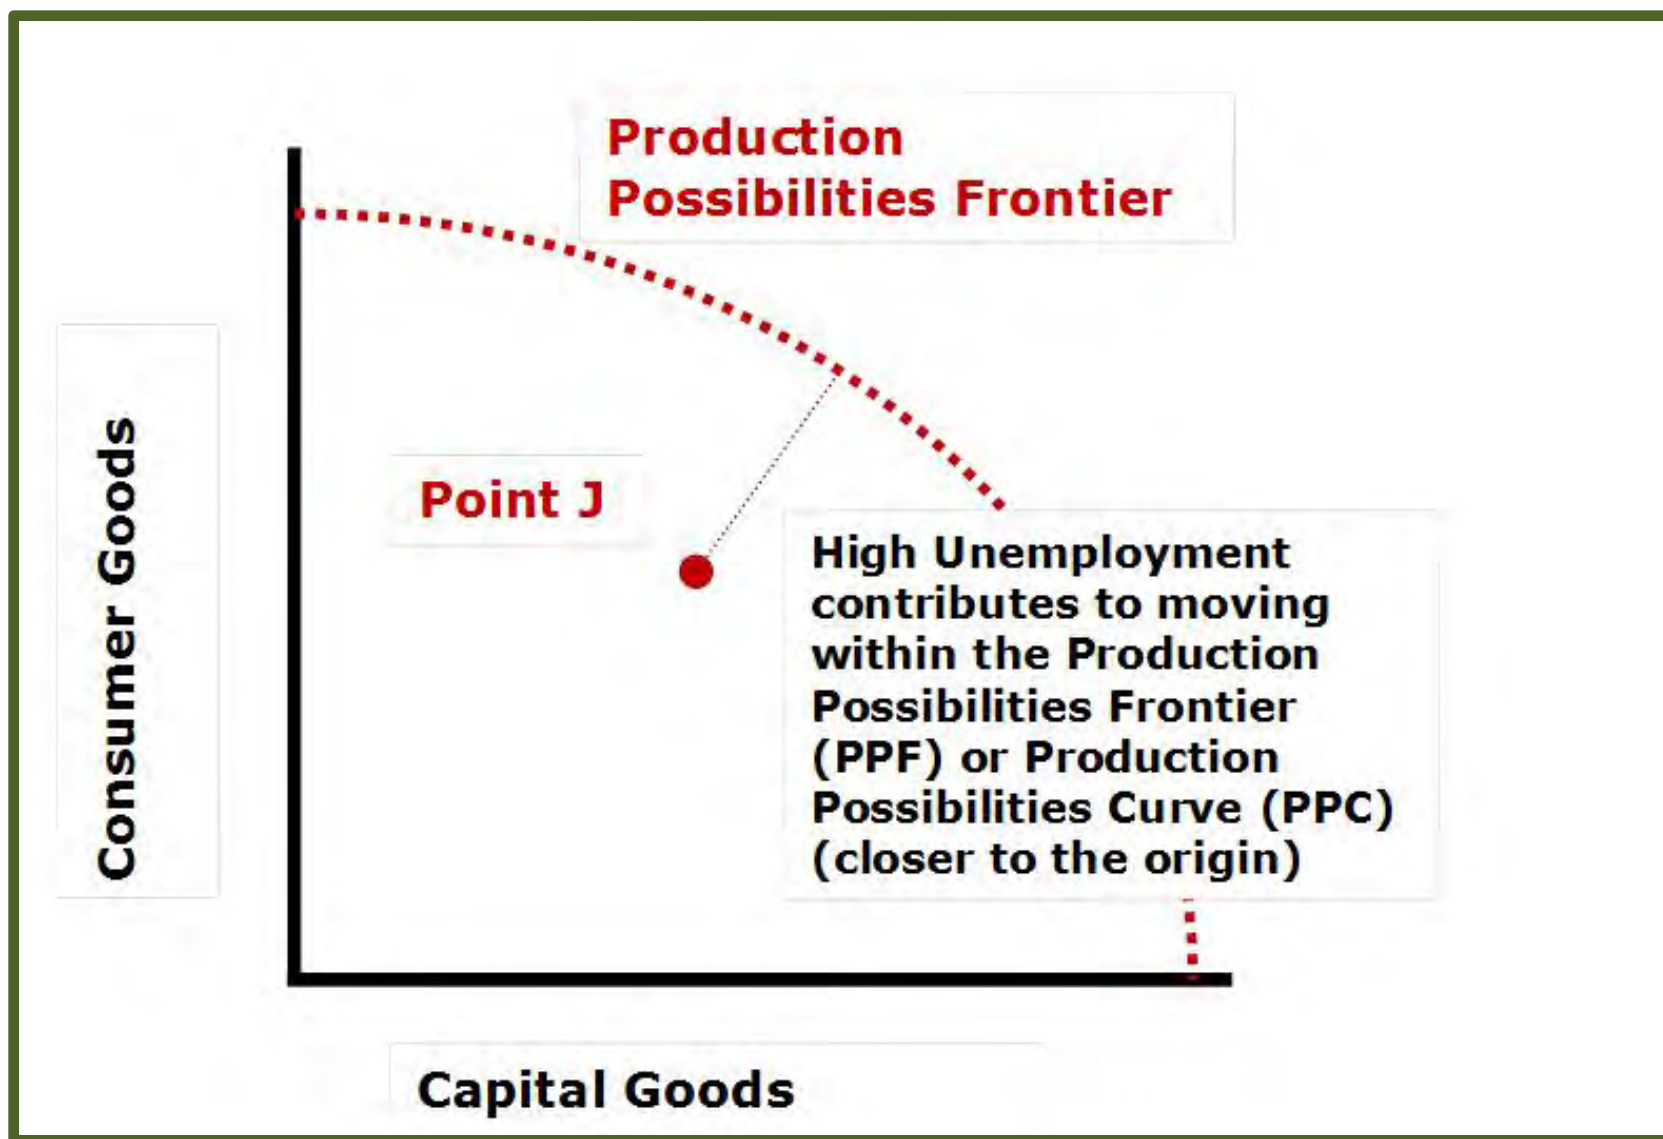 Production
Possibilities Frontier
Consumer Goods
Point J
High Unemployment
contributes to moving
within the Production
Possibilities Frontier
(PPF) or Production
Possibilities Curve (PPC)
(closer to the origin)
Capital Goods